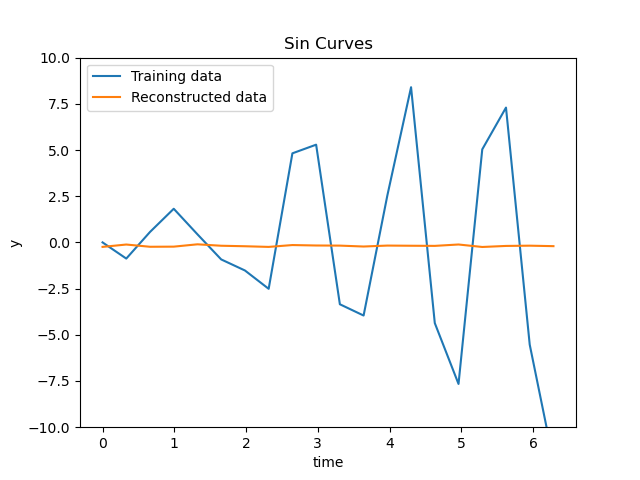 Sin Curves
Training data
Reconstructed data
10.0
7.5
5.0
2.5
0.0
−2.5
−5.0
−7.5
−10.0
y
0 1 2 3 4 5 6
time